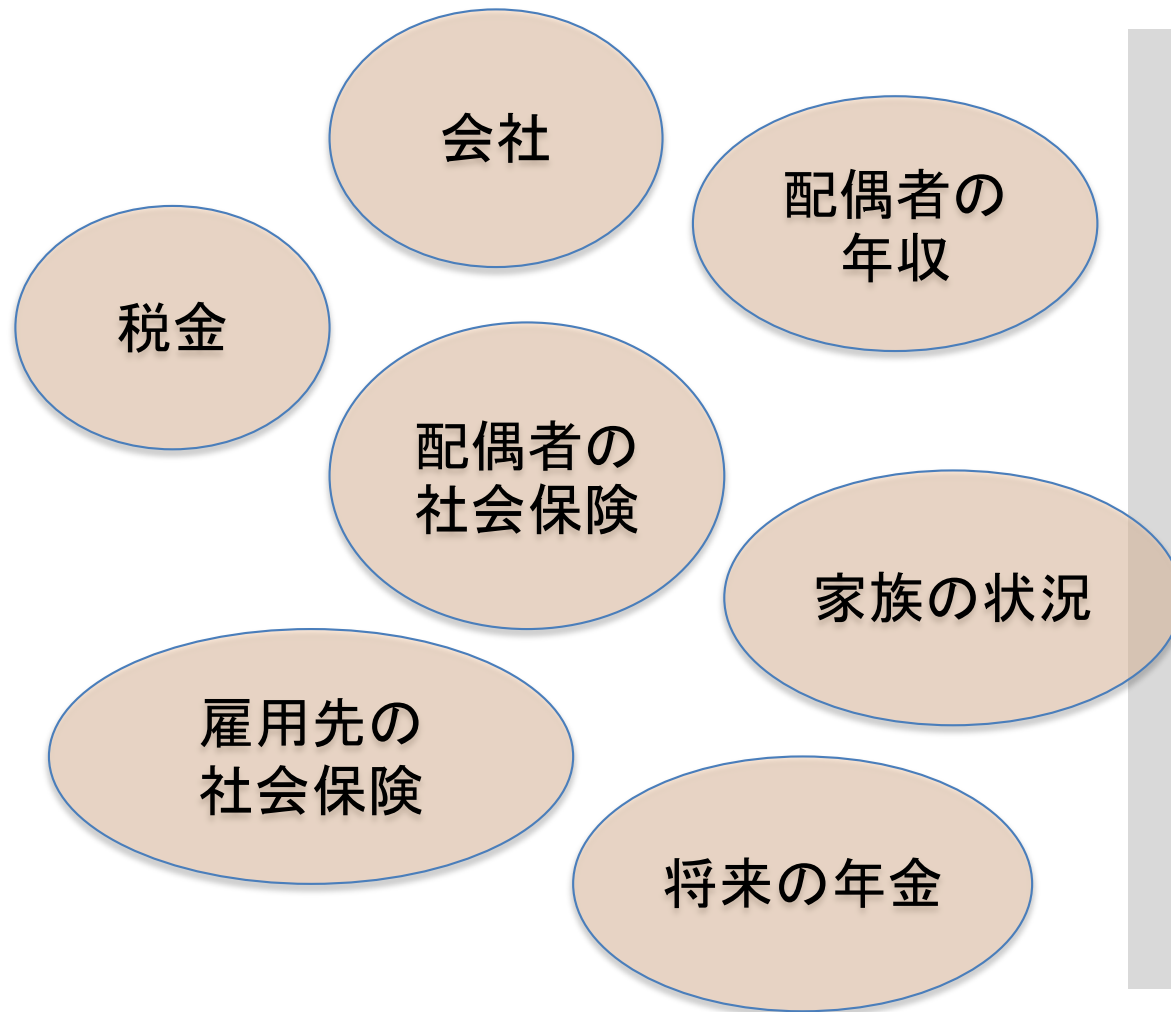 会社
配偶者の
年収
税金
配偶者の
社会保険
家族の状況
雇用先の
社会保険
将来の年金